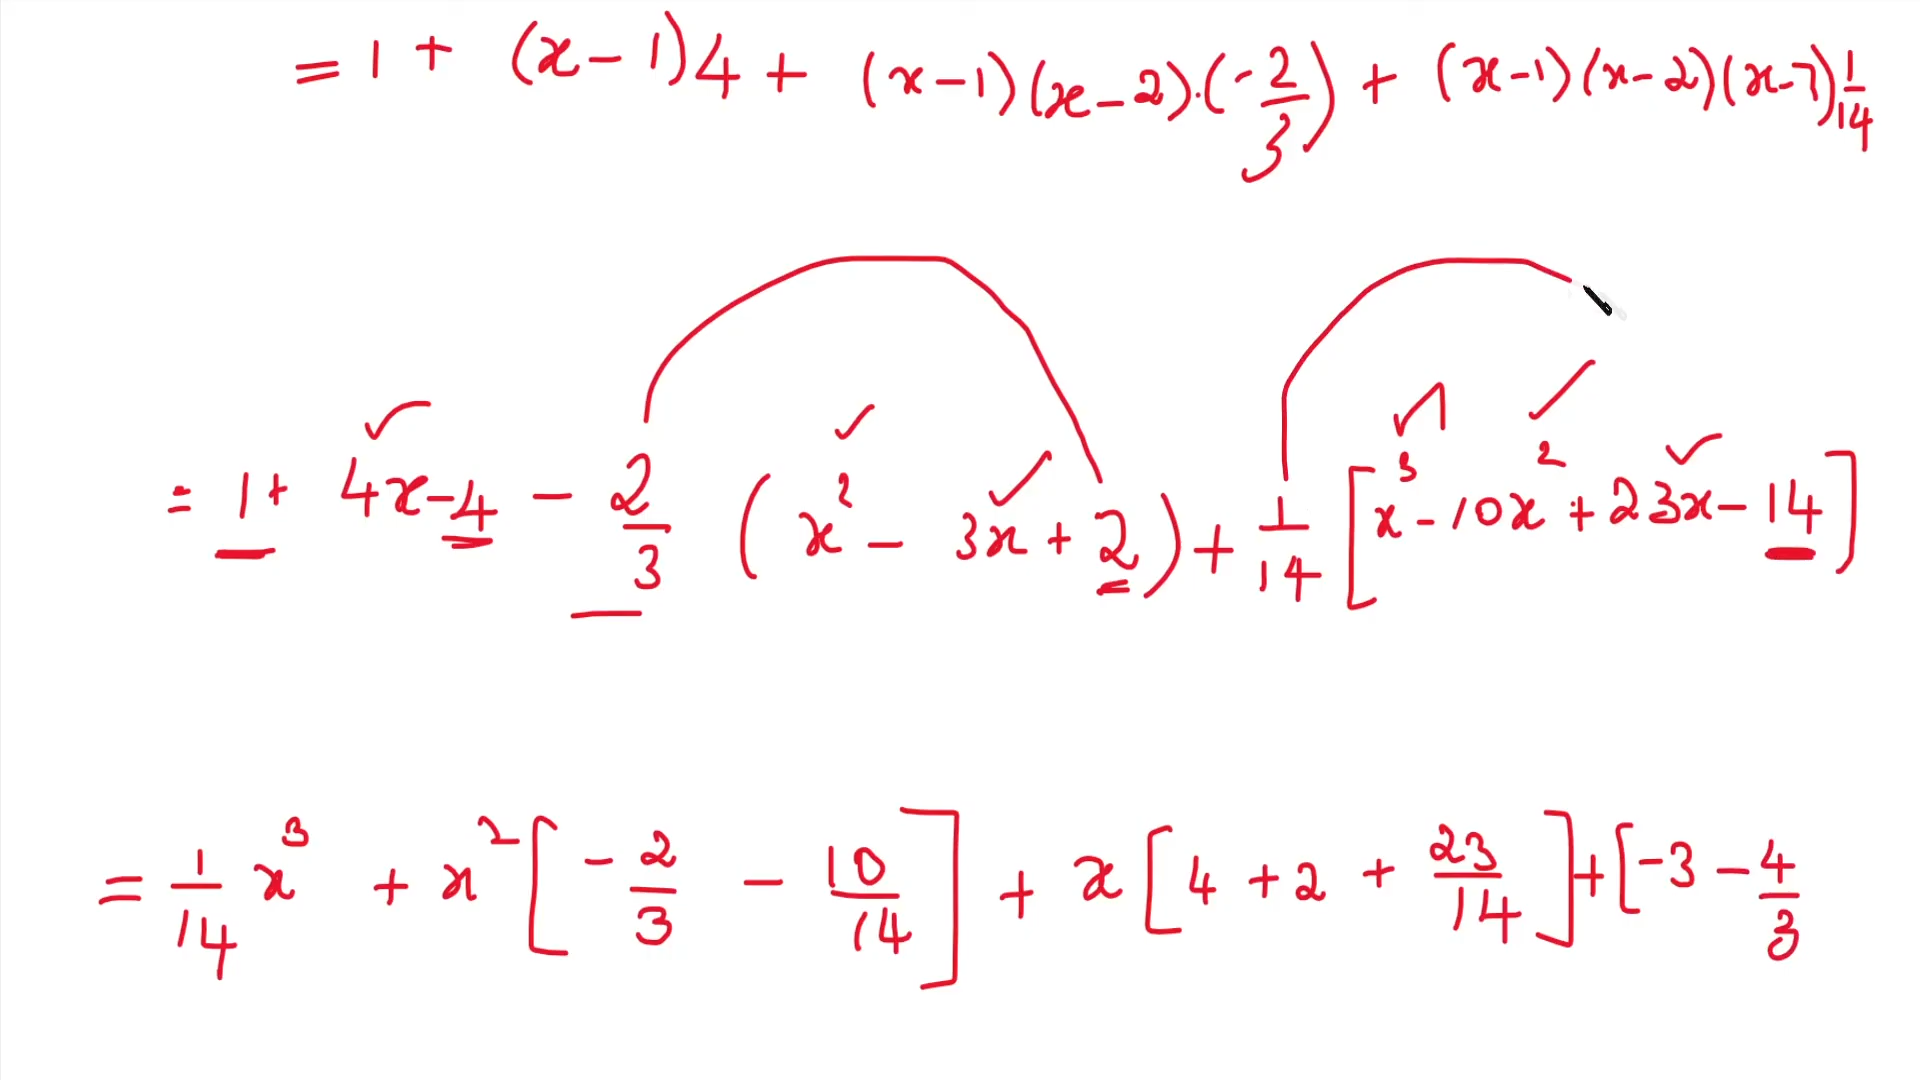 = 1 + (x-1)4 + (x-1)(x-2)·(-2/3) + (x-1)(x-2)(x-7)1/14
= 1 + 4x - 4 - 2/3 (x² - 3x + 2) + 1/14 [x³ - 10x² + 23x - 14]
= 1/14 x³ + x² [-2/3 - 10/14] + x [4 + 2 + 23/14] + [-3 - 4/3